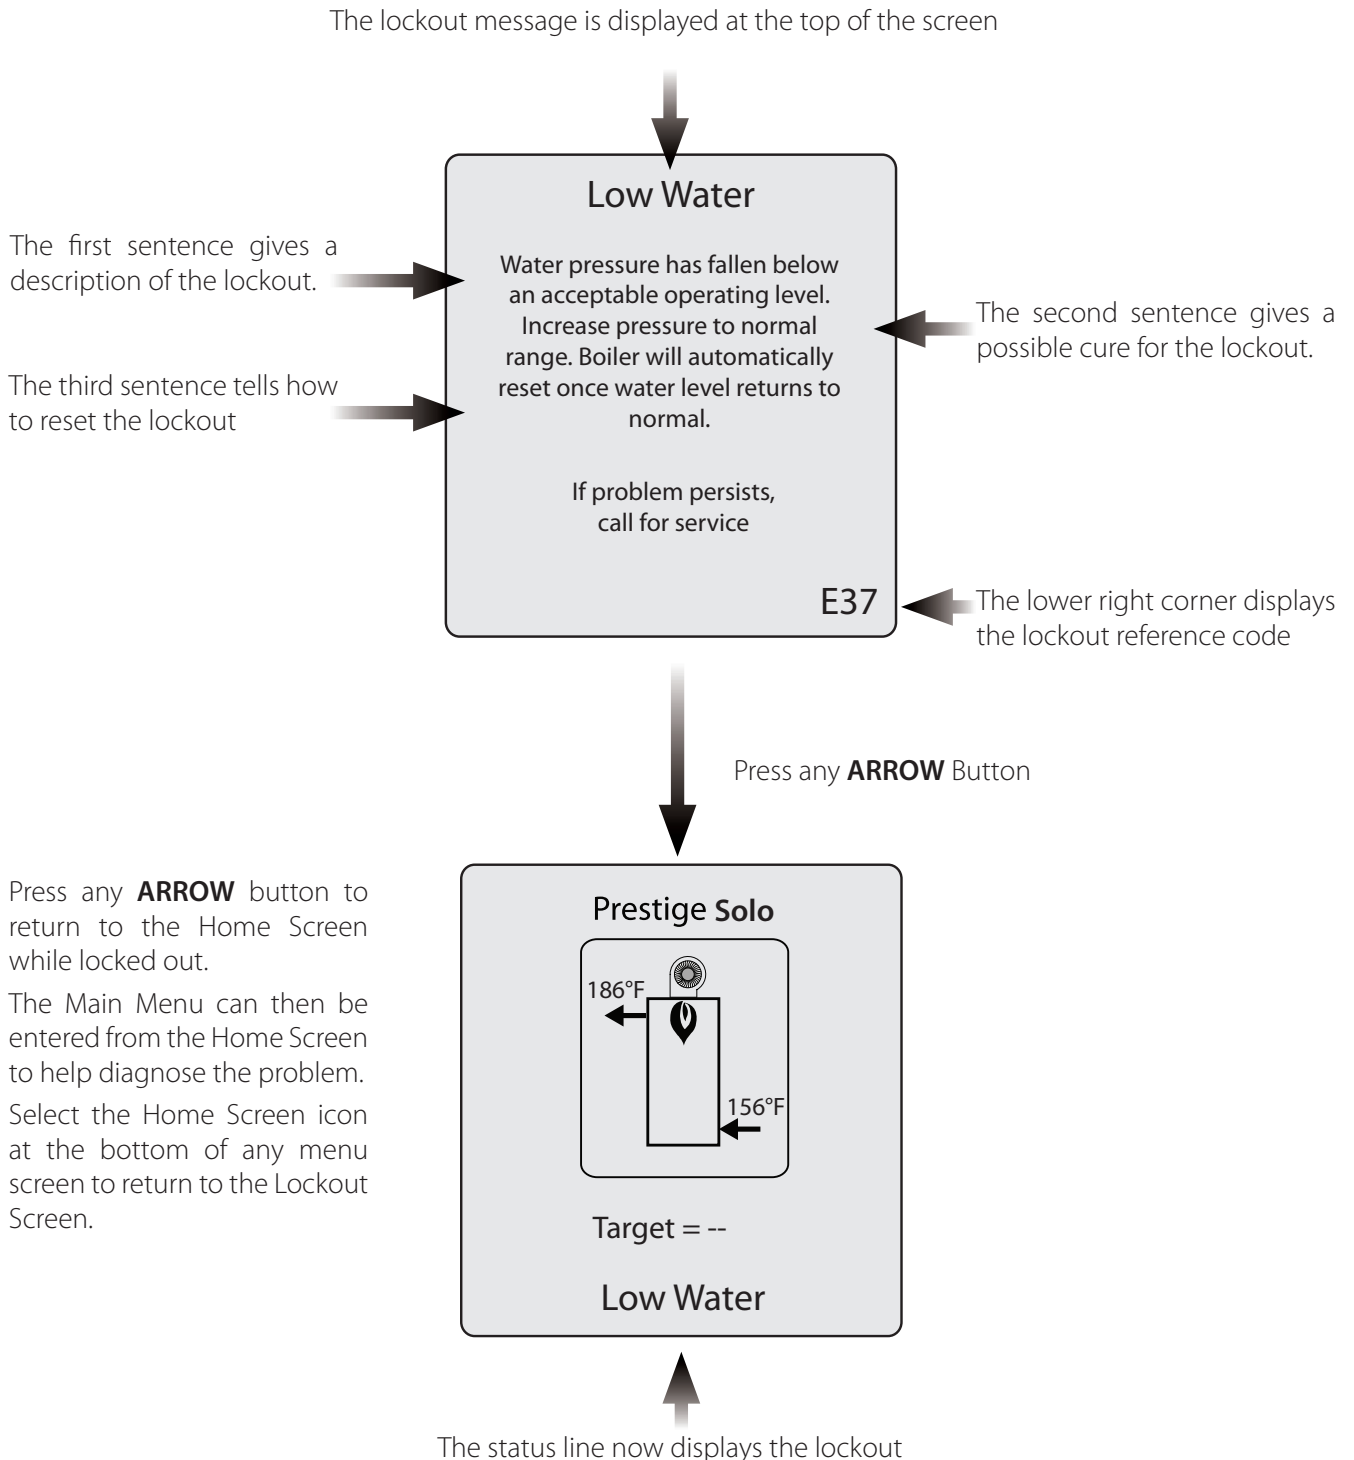 The lockout message is displayed at the top of the screen
Low Water
The first sentence gives a
description of the lockout.
Water pressure has fallen below
an acceptable operating level.
Increase pressure to normal
range. Boiler will automatically
reset once water level returns to
normal.
The second sentence gives a
possible cure for the lockout.
The third sentence tells how
to reset the lockout
If problem persists,
call for service
E37
The lower right corner displays
the lockout reference code
Press any ARROW Button
Press any ARROW button to
return to the Home Screen
while locked out.
The Main Menu can then be
entered from the Home Screen
to help diagnose the problem.
Select the Home Screen icon
at the bottom of any menu
screen to return to the Lockout
Screen.
Prestige Solo
186°F
156°F
Target = --
Low Water
The status line now displays the lockout